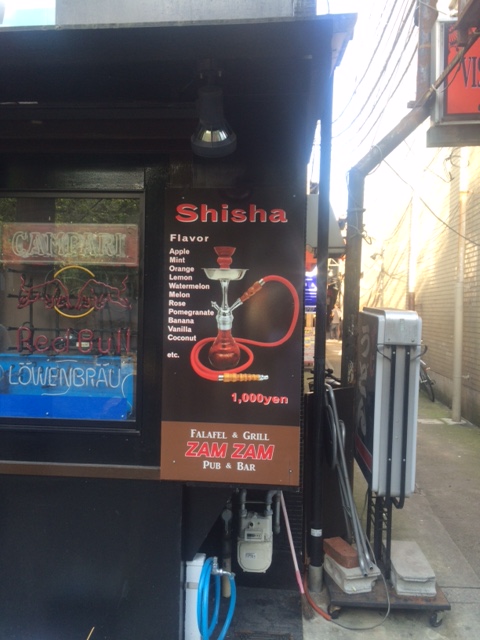 Shisha
Flavor
Apple
Mint
Orange
Lemon
Watermelon
Melon
Rose
Pomegranate
Banana
Vanilla
Coconut
etc.
1,000yen
FALAFEL & GRILL
ZAM ZAM
PUB & BAR
CAMPARI
Red Bull
LÖWENBRÄU